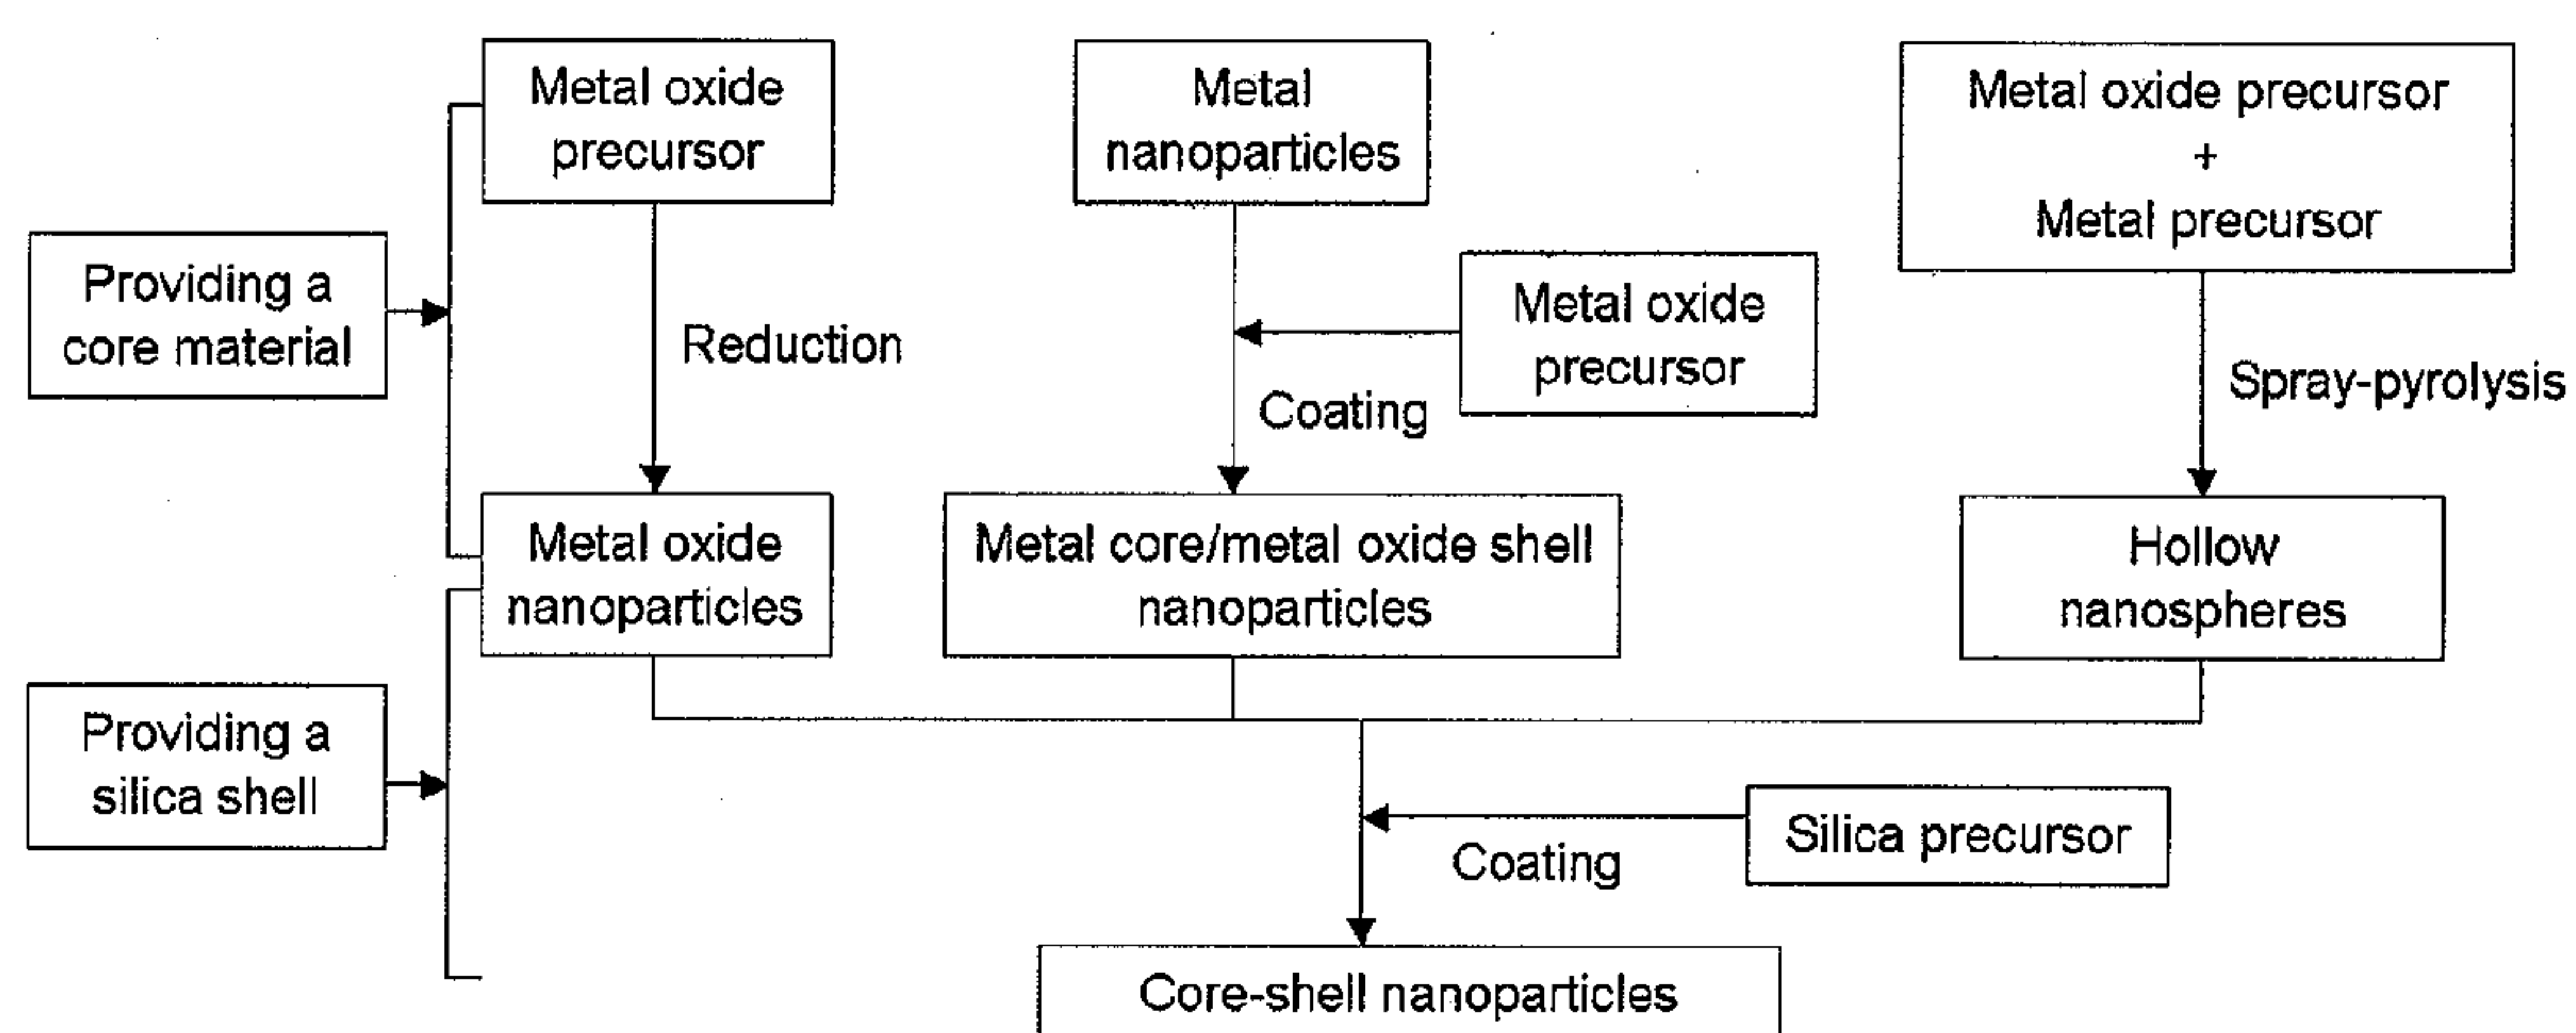 Metal oxide
precursor
Metal
nanoparticles
Metal oxide precursor
+
Metal precursor
Providing a
core material
Reduction
Metal oxide
precursor
Coating
Spray-pyrolysis
Metal oxide
nanoparticles
Metal core/metal oxide shell
nanoparticles
Hollow
nanospheres
Providing a
silica shell
Silica precursor
Coating
Core-shell nanoparticles